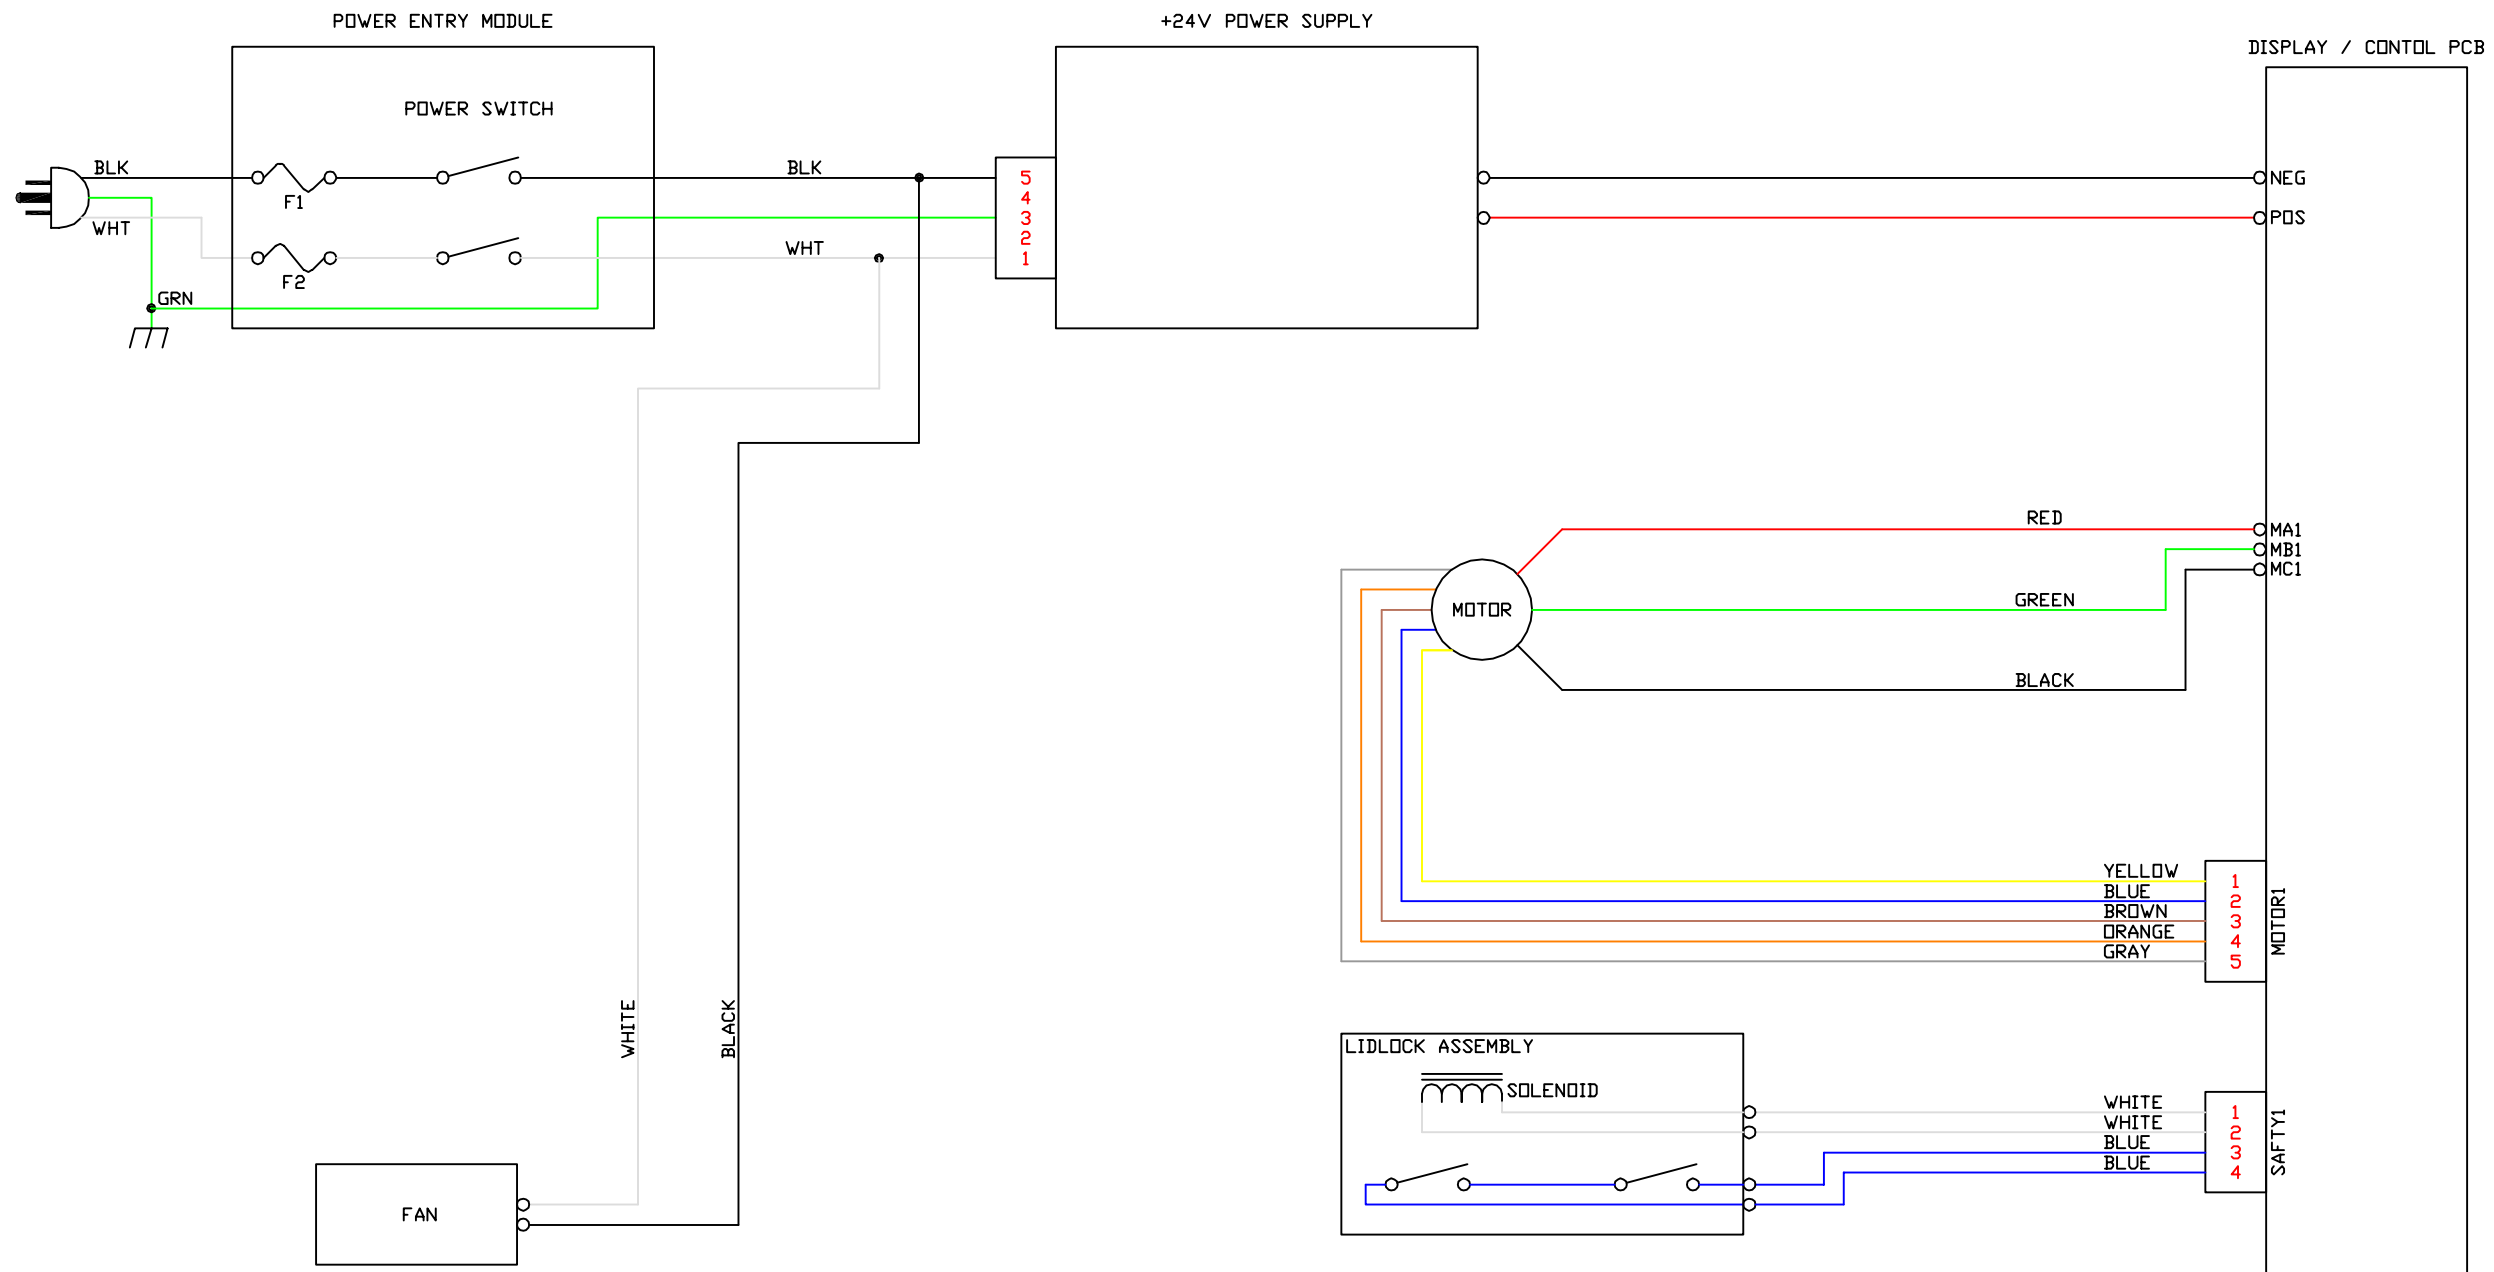 POWER ENTRY MODULE
+24V POWER SUPPLY
DISPLAY / CONTOL PCB
POWER SWITCH
BLK
F1
WHT
F2
GRN
BLK
WHT
5
4
3
2
1
NEG
POS
RED
MA1
MB1
MC1
MOTOR
GREEN
BLACK
YELLOW 1
BLUE 2
BROWN 3
ORANGE 4
GRAY 5
MOTOR1
WHITE
BLACK
LIDLOCK ASSEMBLY
SOLENOID
WHITE 1
WHITE 2
BLUE 3
BLUE 4
SAFTY1
FAN